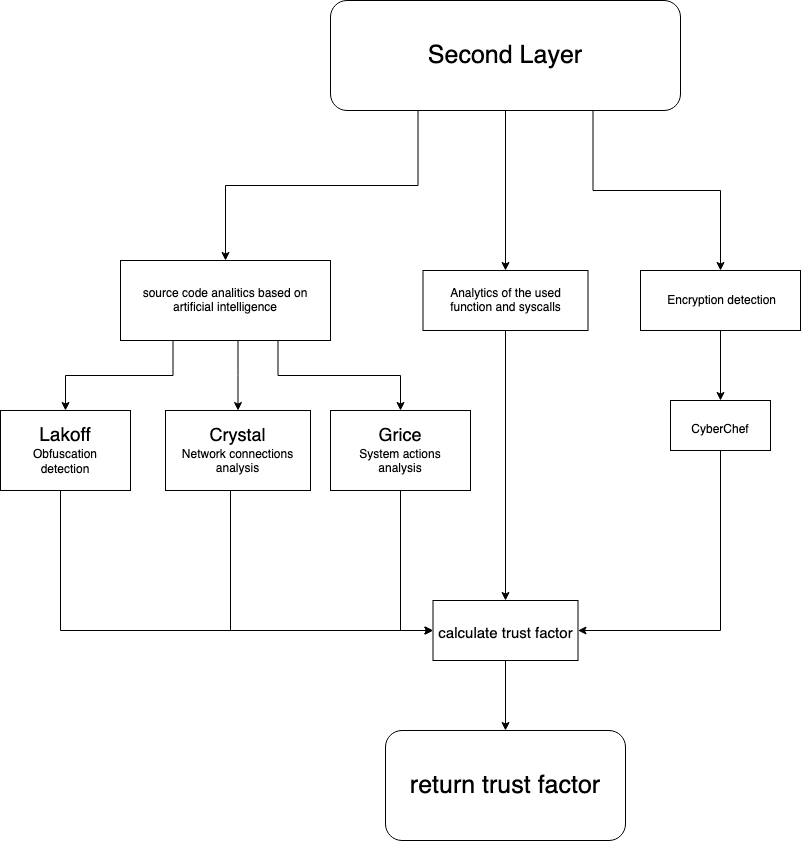 Second Layer
source code analitics based on
artificial intelligence
Analytics of the used
function and syscalls
Encryption detection
Lakoff
Obfuscation
detection
Crystal
Network connections
analysis
Grice
System actions
analysis
CyberChef
calculate trust factor
return trust factor